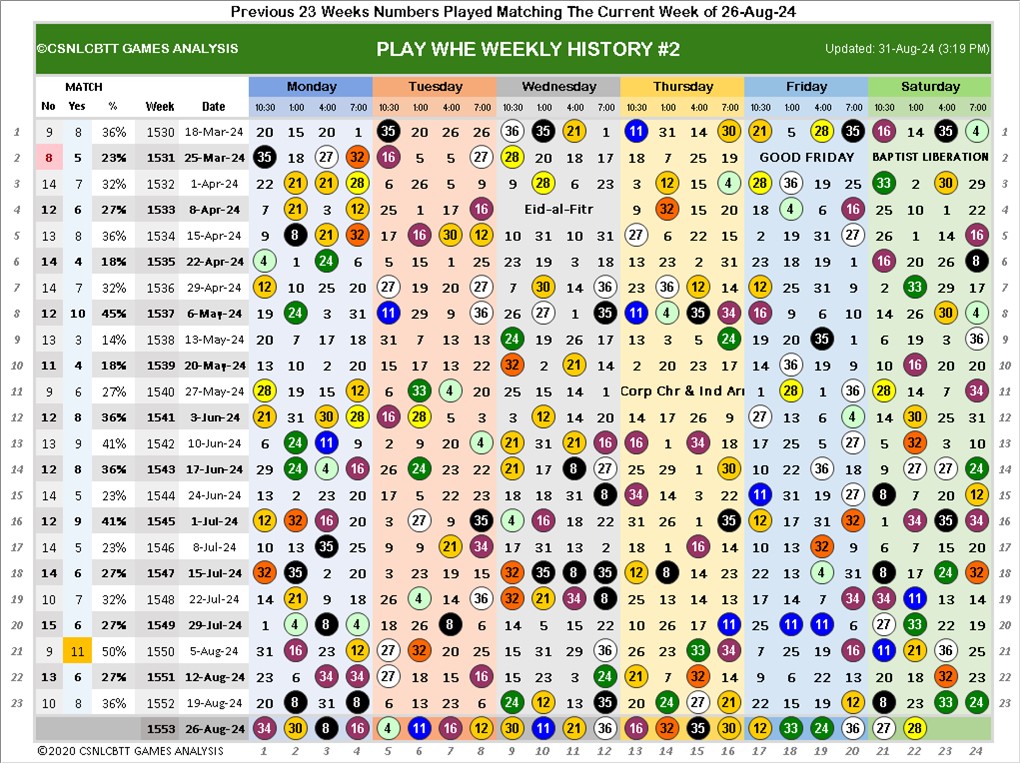 Previous 23 Weeks Numbers Played Matching The Current Week of 26-Aug-24
©CSNLCBTT GAMES ANALYSIS PLAY WHE WEEKLY HISTORY #2 Updated: 31-Aug-24 (3:19 PM)
MATCH Monday Tuesday Wednesday Thursday Friday Saturday
No Yes % Week Date 10:30 1:00 4:00 7:00 10:30 1:00 4:00 7:00 10:30 1:00 4:00 7:00 10:30 1:00 4:00 7:00 10:30 1:00 4:00 7:00 10:30 1:00 4:00 7:00
1 9 8 36% 1530 18-Mar-24 20 15 20 1 35 20 26 26 36 35 21 1 11 31 14 30 21 5 28 35 16 14 35 4 1
2 8 5 23% 1531 25-Mar-24 35 18 27 32 16 5 5 27 28 20 18 17 18 7 25 19 GOOD FRIDAY BAPTIST LIBERATION 2
3 14 7 32% 1532 1-Apr-24 22 21 21 28 6 26 5 9 9 28 6 23 3 12 15 4 28 36 19 25 33 2 30 29 3
4 12 6 27% 1533 8-Apr-24 7 21 3 12 25 1 17 16 Eid-al-Fitr 9 32 15 20 18 4 6 16 25 10 1 22 4
5 13 8 36% 1534 15-Apr-24 9 8 21 32 17 16 30 12 10 31 10 31 27 6 22 15 2 19 31 27 26 1 14 16 5
6 14 4 18% 1535 22-Apr-24 4 1 24 6 5 15 1 25 23 19 3 18 13 23 2 31 23 18 19 1 16 20 26 8 6
7 14 7 32% 1536 29-Apr-24 12 10 25 20 27 19 20 27 7 30 14 36 23 36 12 14 12 25 31 9 2 33 29 17 7
8 12 10 45% 1537 6-May-24 19 24 3 31 11 29 9 36 26 27 1 35 11 4 35 34 16 9 6 10 14 26 30 4 8
9 13 3 14% 1538 13-May-24 20 7 17 18 31 7 13 13 24 19 26 17 13 3 5 24 19 20 35 1 6 19 3 36 9
10 11 4 18% 1539 20-May-24 13 10 2 20 15 17 13 13 32 2 21 14 2 20 23 17 14 36 10 19 10 16 20 20 10
11 9 6 27% 1540 27-May-24 28 19 15 12 6 33 4 20 25 15 14 1 Corp Chr & Ind Arr 1 28 1 36 28 14 7 34 11
12 12 8 36% 1541 3-Jun-24 21 31 30 28 16 28 5 3 3 12 14 20 14 17 26 9 27 13 6 4 14 30 25 31 12
13 13 9 41% 1542 10-Jun-24 6 24 11 9 2 9 20 4 21 31 21 16 16 1 34 18 17 25 5 27 5 32 3 10 13
14 12 8 36% 1543 17-Jun-24 29 24 4 16 26 24 23 22 21 17 8 27 25 29 1 30 10 22 36 18 9 27 27 24 14
15 14 5 23% 1544 24-Jun-24 13 2 23 20 17 5 22 23 18 18 31 8 34 14 3 22 11 31 19 27 8 7 20 12 15
16 12 9 41% 1545 1-Jul-24 12 32 16 20 3 27 9 35 4 16 18 22 31 26 1 35 12 17 31 32 1 34 35 16 16
17 14 5 23% 1546 8-Jul-24 10 13 35 25 9 9 21 34 17 31 13 2 18 1 16 14 10 13 32 9 6 7 15 20 17
18 14 6 27% 1547 15-Jul-24 32 35 2 20 3 23 19 15 32 35 8 35 12 8 14 23 22 13 4 31 8 17 24 32 18
19 10 7 32% 1548 22-Jul-24 14 21 9 18 26 4 14 36 32 21 34 8 25 13 14 13 17 14 7 34 34 11 13 14 19
20 15 6 27% 1549 29-Jul-24 1 4 8 4 18 26 8 6 14 5 15 22 10 26 17 11 20 11 11 6 27 33 22 19 20
21 9 11 50% 1550 5-Aug-24 31 16 23 12 27 32 20 25 15 31 29 36 26 23 33 34 7 25 19 16 11 21 36 25 21
22 13 6 27% 1551 12-Aug-24 23 6 34 34 27 18 15 16 15 22 3 24 21 7 32 14 9 6 22 13 20 18 32 23 22
23 10 8 36% 1552 19-Aug-24 20 8 31 8 17 6 23 6 24 12 13 35 20 24 27 21 22 15 19 12 8 23 33 24 23
1553 26-Aug-24 34 30 8 16 4 11 16 12 30 11 21 36 16 32 35 30 12 33 24 36 27 28
©2020 CSNLCBTT GAMES ANALYSIS 1 2 3 4 5 6 7 8 9 10 11 12 13 14 15 16 17 18 19 20 21 22 23 24